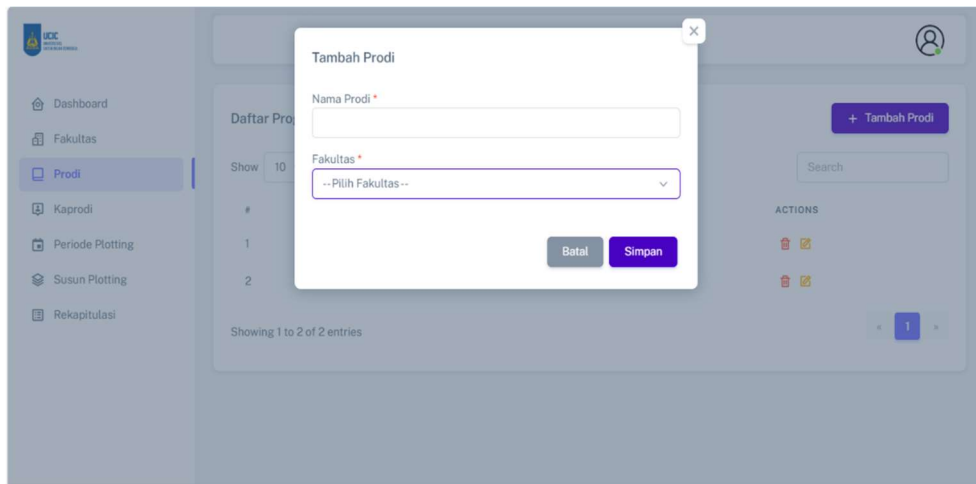 UCIC
Tambah Prodi
Nama Prodi *
Fakultas *
--Pilih Fakultas--
Batal
Simpan
Dashboard
Fakultas
Prodi
Kaprodi
Periode Plotting
Susun Plotting
Rekapitulasi
Daftar Pro
+ Tambah Prodi
Show 10
Search
#
ACTIONS
1
2
Showing 1 to 2 of 2 entries
« 1 »